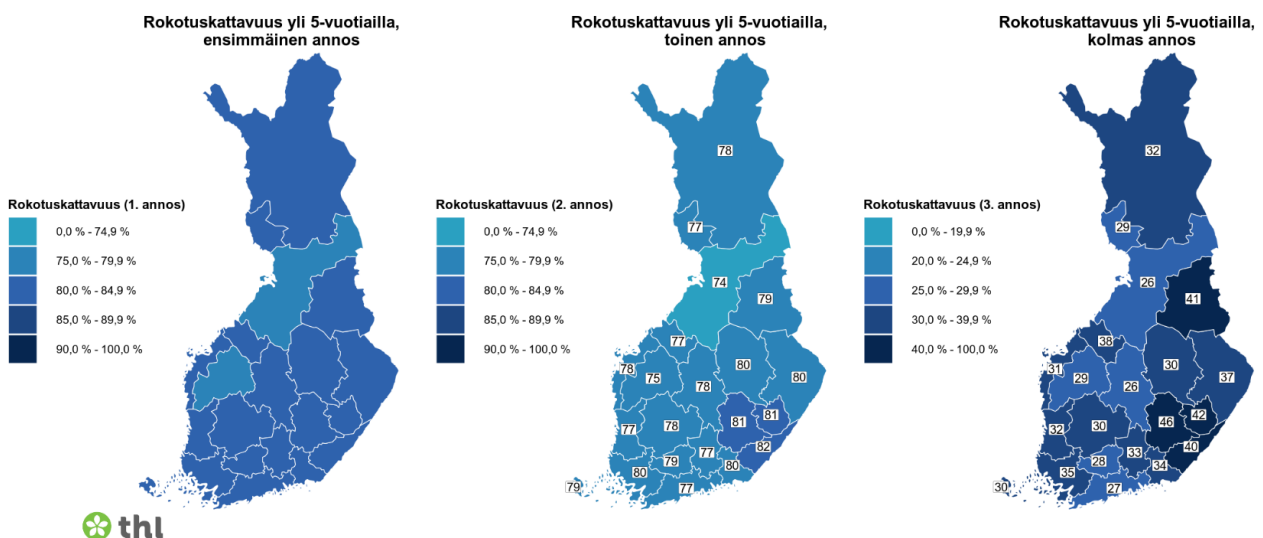 Rokotuskattavuus yli 5-vuotiailla,
ensimmäinen annos
Rokotuskattavuus (1. annos)
0,0 % - 74,9 %
75,0 % - 79,9 %
80,0 % - 84,9 %
85,0 % - 89,9 %
90,0 % - 100,0 %
thl
Rokotuskattavuus yli 5-vuotiailla,
toinen annos
Rokotuskattavuus (2. annos)
0,0 % - 74,9 %
75,0 % - 79,9 %
80,0 % - 84,9 %
85,0 % - 89,9 %
90,0 % - 100,0 %
78
77
74
79
77
78
75
78
80
80
77
78
81
81
82
77
79
80
80
77
79
Rokotuskattavuus yli 5-vuotiailla,
kolmas annos
Rokotuskattavuus (3. annos)
0,0 % - 19,9 %
20,0 % - 24,9 %
25,0 % - 29,9 %
30,0 % - 39,9 %
40,0 % - 100,0 %
32
29
26
41
38
31
29
26
30
37
32
30
46
42
40
33
28
34
35
27
30